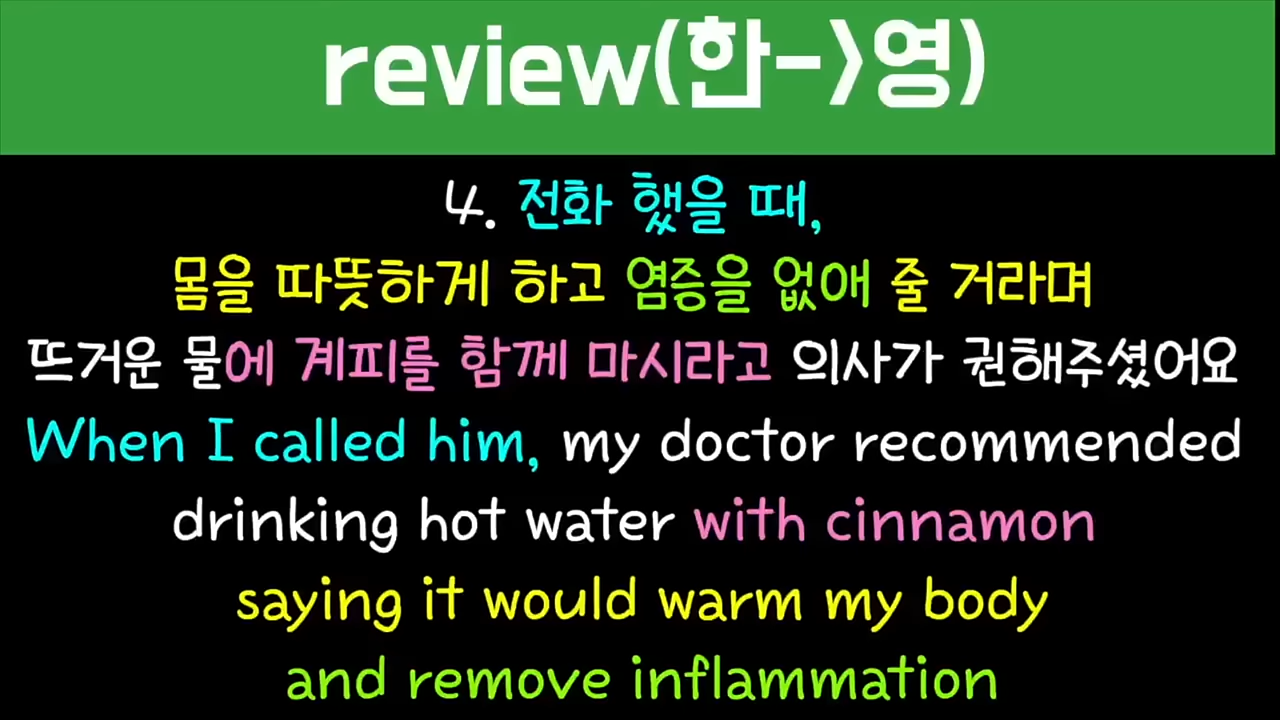 review(한->영)
4. 전화 했을 때,
몸을 따뜻하게 하고 염증을 없애 줄 거라며
뜨거운 물에 계피를 함께 마시라고 의사가 권해주셨어요
When I called him, my doctor recommended
drinking hot water with cinnamon
saying it would warm my body
and remove inflammation